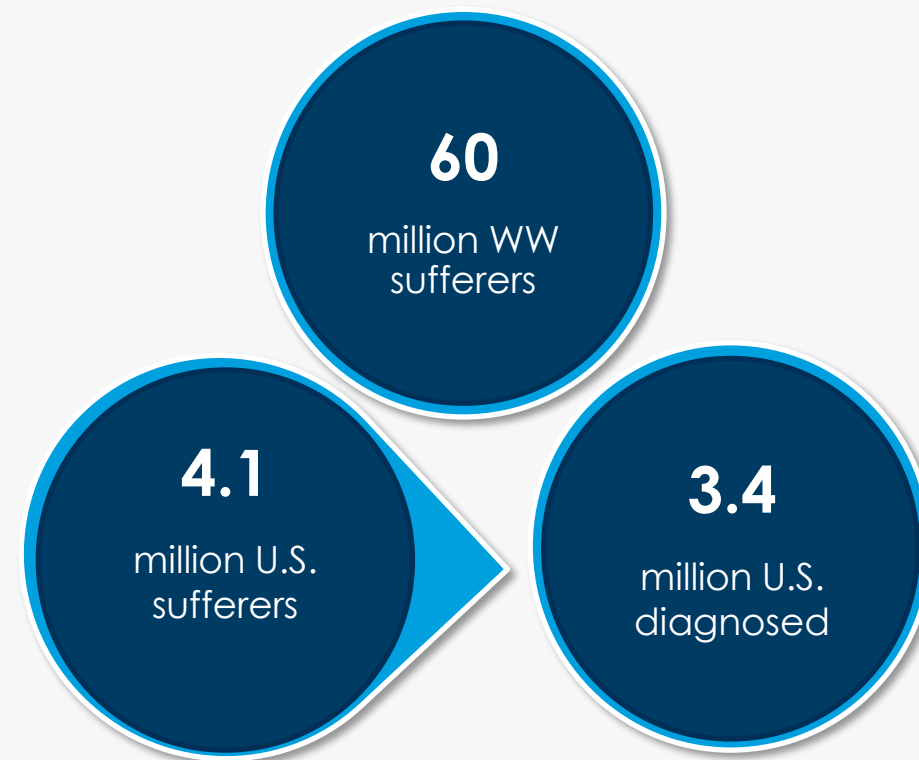 60
million WW
sufferers
4.1
million U.S.
sufferers
3.4
million U.S.
diagnosed